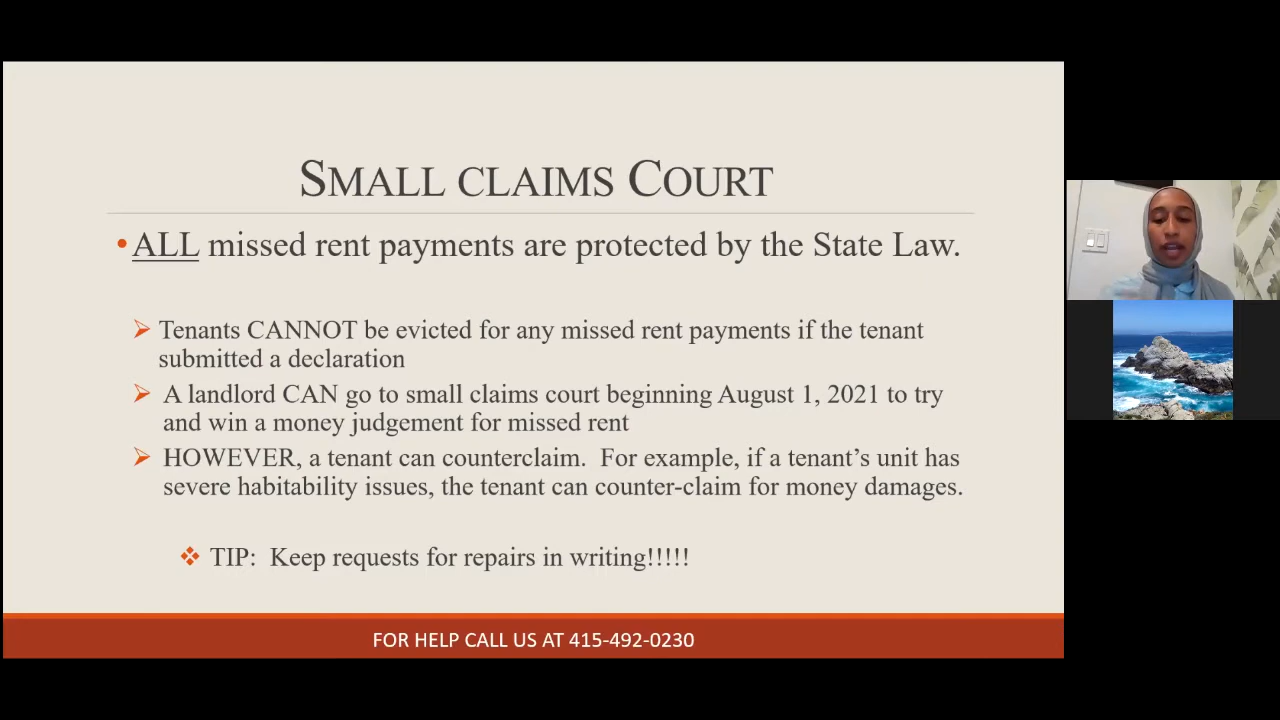 SMALL CLAIMS COURT
•ALL missed rent payments are protected by the State Law.
Tenants CANNOT be evicted for any missed rent payments if the tenant
submitted a declaration
A landlord CAN go to small claims court beginning August 1, 2021 to try
and win a money judgement for missed rent
HOWEVER, a tenant can counterclaim.  For example, if a tenant’s unit has
severe habitability issues, the tenant can counter-claim for money damages.
TIP:  Keep requests for repairs in writing!!!!!
FOR HELP CALL US AT 415-492-0230